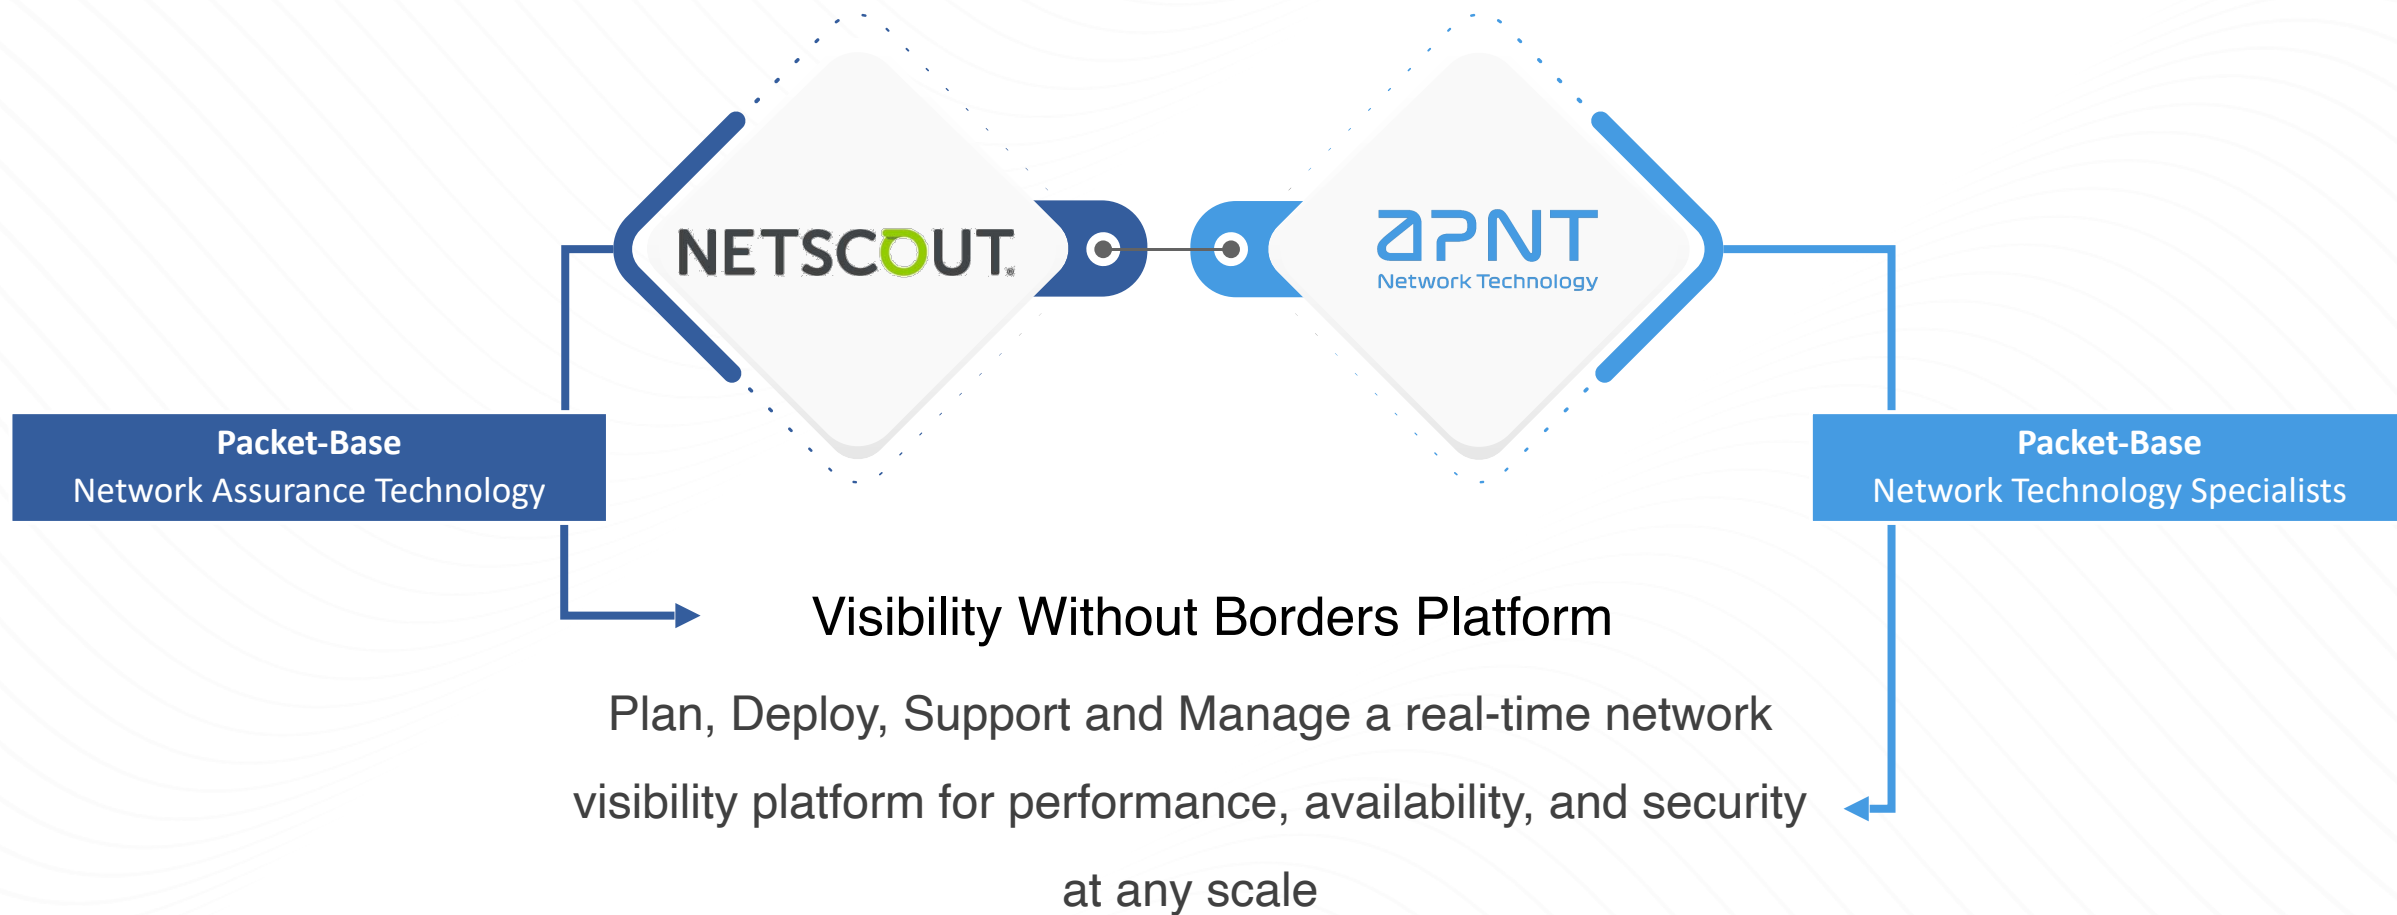 NETSCOUT
aPNT
Network Technology
Packet-Base
Network Assurance Technology
Packet-Base
Network Technology Specialists
Visibility Without Borders Platform
Plan, Deploy, Support and Manage a real-time network
visibility platform for performance, availability, and security
at any scale